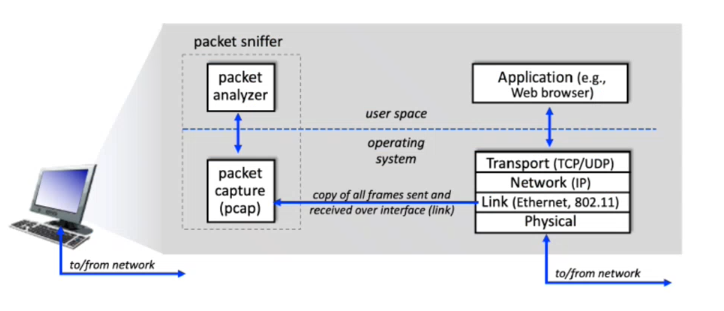 packet sniffer
packet
analyzer
Application (e.g.,
Web browser)
user space
operating
system
packet
capture
(pcap)
copy of all frames sent and
received over interface (link)
Transport (TCP/UDP)
Network (IP)
Link (Ethernet, 802.11)
Physical
to/from network
to/from network